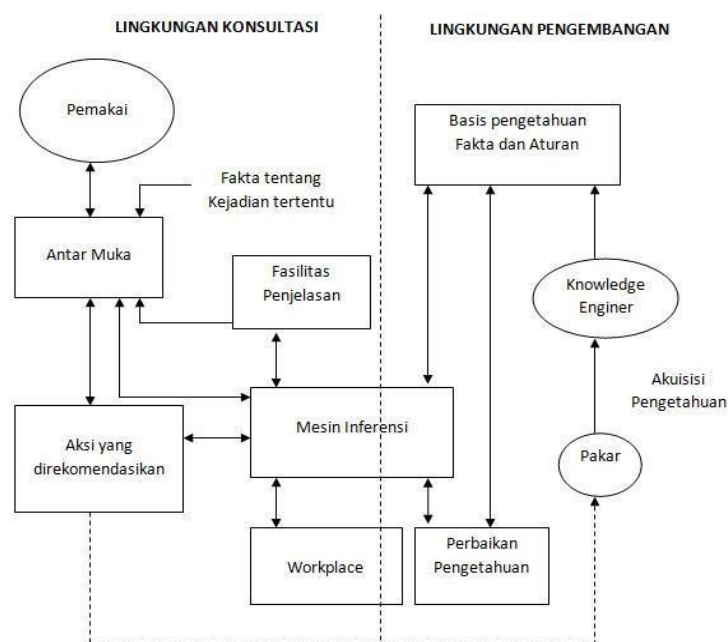 LINGKUNGAN KONSULTASI
LINGKUNGAN PENGEMBANGAN
Pemakai
Basis pengetahuan
Fakta dan Aturan
Fakta tentang
Kejadian tertentu
Antar Muka
Fasilitas
Penjelasan
Knowledge
Enginer
Akuisisi
Pengetahuan
Mesin Inferensi
Aksi yang
direkomendasikan
Pakar
Workplace
Perbaikan
Pengetahuan